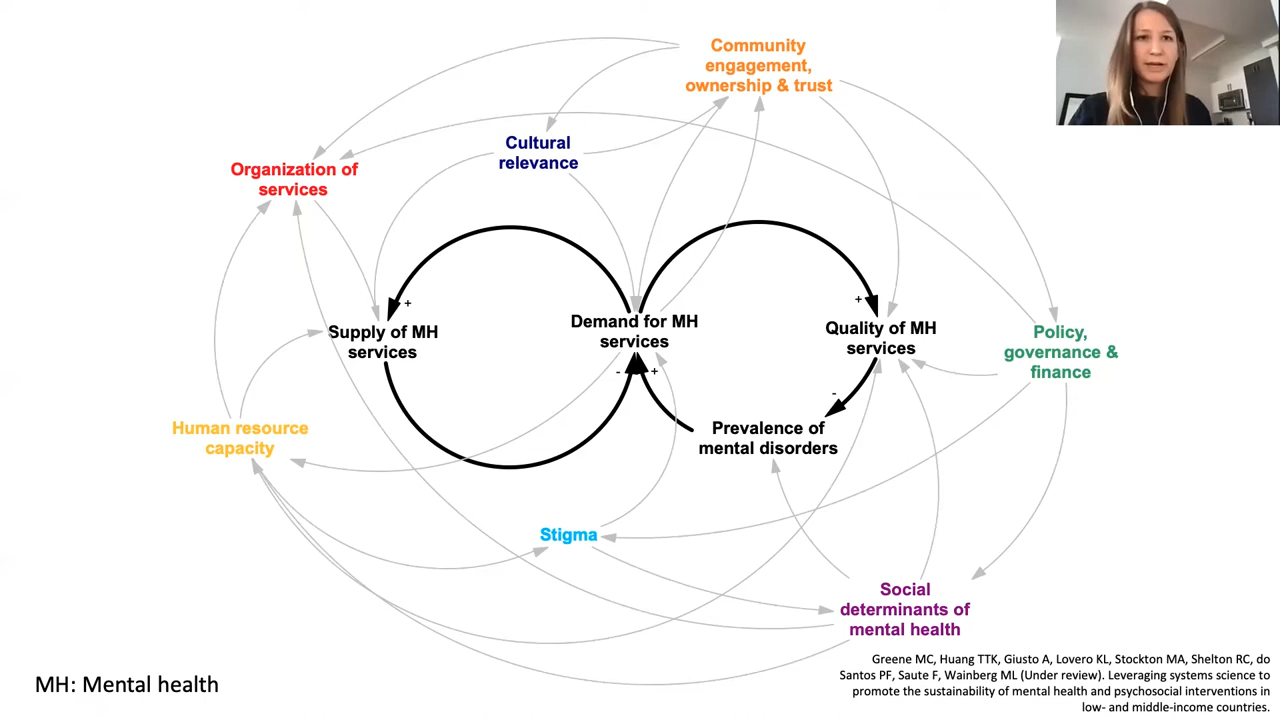 Community
engagement,
ownership & trust
Cultural
relevance
Organization of
services
+
+
Supply of MH
services
Demand for MH
services
Quality of MH
services
Policy,
governance &
finance
-
+
-
Human resource
capacity
Prevalence of
mental disorders
Stigma
Social
determinants of
mental health
MH: Mental health
Greene MC, Huang TTK, Giusto A, Lovero KL, Stockton MA, Shelton RC, do
Santos PF, Saute F, Wainberg ML (Under review). Leveraging systems science to
promote the sustainability of mental health and psychosocial interventions in
low- and middle-income countries.